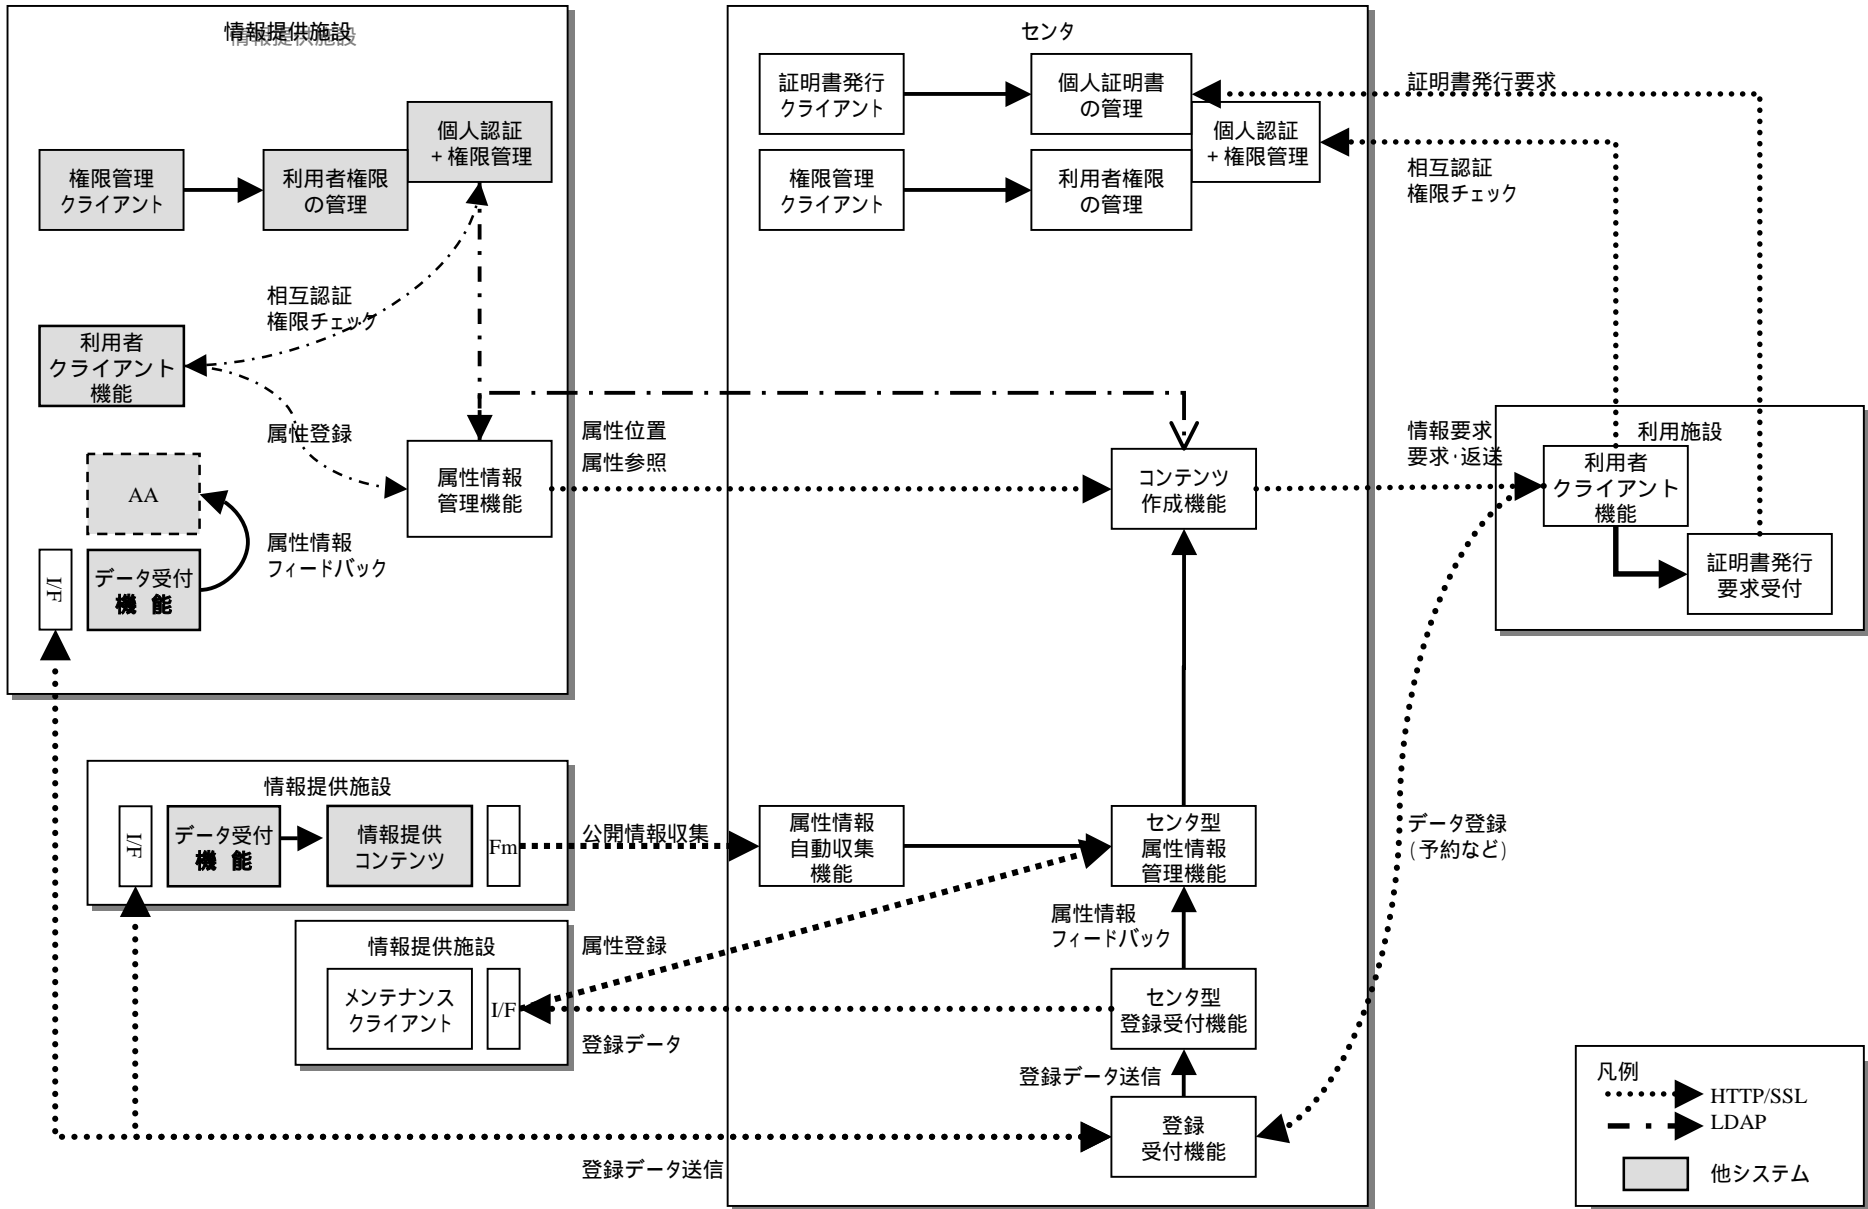 情報提供施設
個人認証
+権限管理
権限管理
クライアント
利用者権限
の管理
相互認証
権限チェック
利用者
クライアント
機能
属性登録
AA
属性情報
管理機能
属性情報
フィードバック
I/F
データ受付
機 能
属性位置
属性参照
センタ
証明書発行
クライアント
個人証明書
の管理
個人認証
+権限管理
権限管理
クライアント
利用者権限
の管理
証明書発行要求
相互認証
権限チェック
コンテンツ
作成機能
情報要求
要求・返送
利用施設
利用者
クライアント
機能
証明書発行
要求受付
情報提供施設
I/F
データ受付
機 能
情報提供
コンテンツ
Fm
公開情報収集
属性情報
自動収集
機能
センタ型
属性情報
管理機能
データ登録
(予約など)
属性情報
フィードバック
情報提供施設
メンテナンス
クライアント
I/F
属性登録
登録データ
センタ型
登録受付機能
登録データ送信
登録
受付機能
登録データ送信
凡例
HTTP/SSL
LDAP
他システム